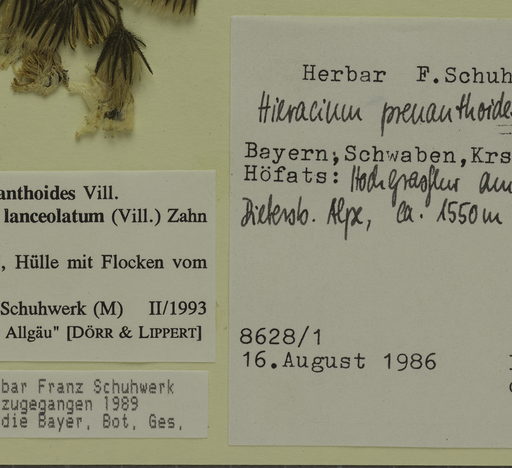 Herbar F.Schuh
Hieracium prenanthoides
Bayern, Schwaben, Krs
Höfats: Hochgrasflur am
Dietersb. Alpe, ca. 1550m
8628/1
16.August 1986
anthoides Vill.
lanceolatum (Vill.) Zahn
, Hülle mit Flocken vom
Schuhwerk (M) II/1993
Allgäu" [DÖRR & LIPPERT]
bar Franz Schuhwerk
zugegangen 1989
die Bayer, Bot, Ges,